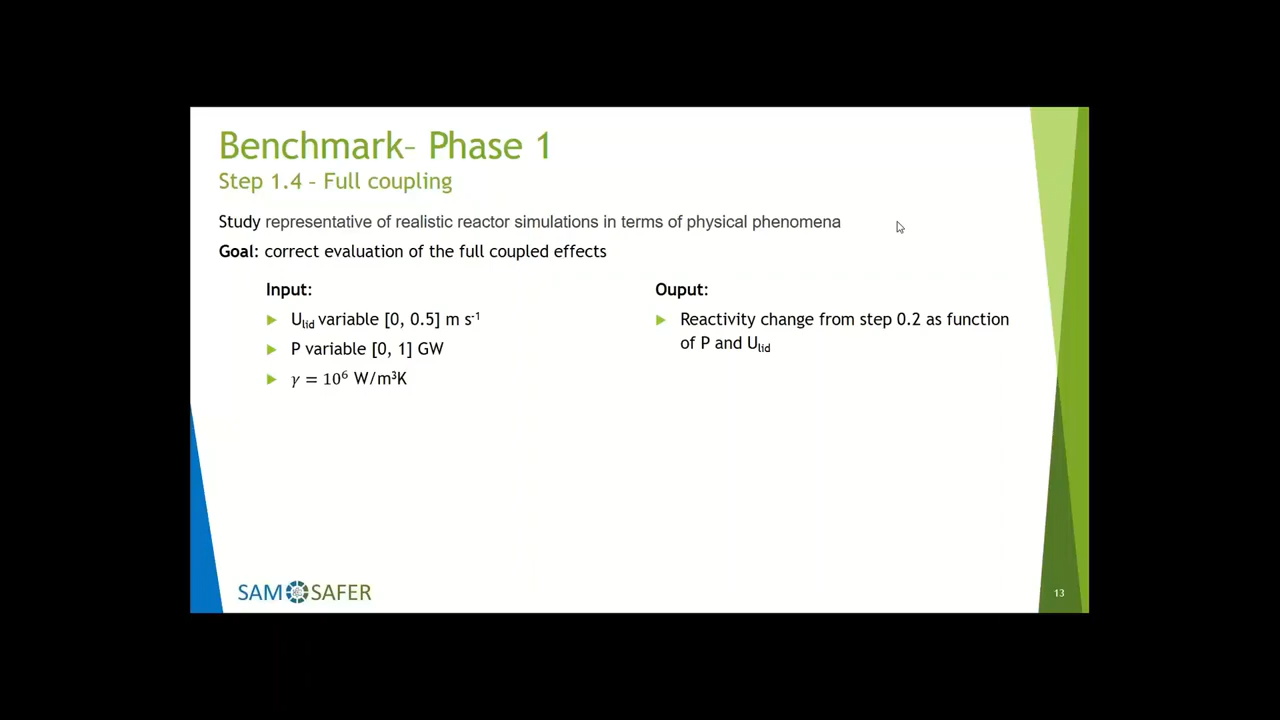 Benchmark– Phase 1
Step 1.4 – Full coupling
Study representative of realistic reactor simulations in terms of physical phenomena
Goal: correct evaluation of the full coupled effects
Input:
U_lid variable [0, 0.5] m s⁻¹
P variable [0, 1] GW
γ = 10⁶ W/m³K
Ouput:
Reactivity change from step 0.2 as function
of P and U_lid
SAM SAFER
13